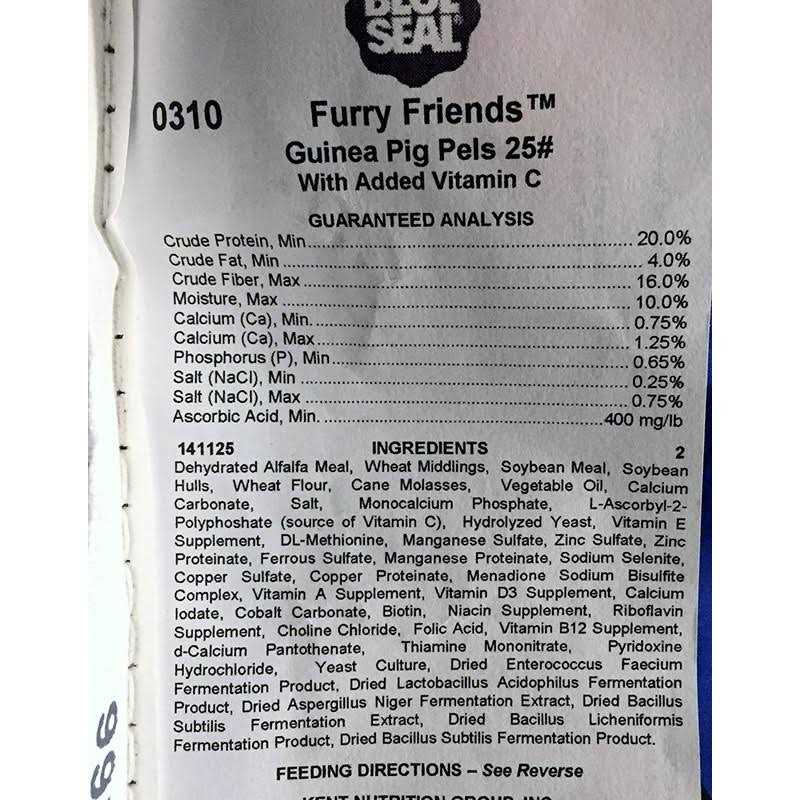 BLUE
SEAL®
0310 Furry Friends™
Guinea Pig Pels 25#
With Added Vitamin C
GUARANTEED ANALYSIS
Crude Protein, Min.................................................... 20.0%
Crude Fat, Min .......................................................... 4.0%
Crude Fiber, Max ..................................................... 16.0%
Moisture, Max .......................................................... 10.0%
Calcium (Ca), Min. ................................................... 0.75%
Calcium (Ca), Max.................................................... 1.25%
Phosphorus (P), Min................................................. 0.65%
Salt (NaCl), Min ....................................................... 0.25%
Salt (NaCl), Max ...................................................... 0.75%
Ascorbic Acid, Min. ..............................................400 mg/lb
141125 INGREDIENTS 2
Dehydrated Alfalfa Meal, Wheat Middlings, Soybean Meal, Soybean
Hulls, Wheat Flour, Cane Molasses, Vegetable Oil, Calcium
Carbonate, Salt, Monocalcium Phosphate, L-Ascorbyl-2-
Polyphoshate (source of Vitamin C), Hydrolyzed Yeast, Vitamin E
Supplement, DL-Methionine, Manganese Sulfate, Zinc Sulfate, Zinc
Proteinate, Ferrous Sulfate, Manganese Proteinate, Sodium Selenite,
Copper Sulfate, Copper Proteinate, Menadione Sodium Bisulfite
Complex, Vitamin A Supplement, Vitamin D3 Supplement, Calcium
Iodate, Cobalt Carbonate, Biotin, Niacin Supplement, Riboflavin
Supplement, Choline Chloride, Folic Acid, Vitamin B12 Supplement,
d-Calcium Pantothenate, Thiamine Mononitrate, Pyridoxine
Hydrochloride, Yeast Culture, Dried Enterococcus Faecium
Fermentation Product, Dried Lactobacillus Acidophilus Fermentation
Product, Dried Aspergillus Niger Fermentation Extract, Dried Bacillus
Subtilis Fermentation Extract, Dried Bacillus Licheniformis
Fermentation Product, Dried Bacillus Subtilis Fermentation Product.
FEEDING DIRECTIONS – See Reverse
KENT NUTRITION GROUP, INC.